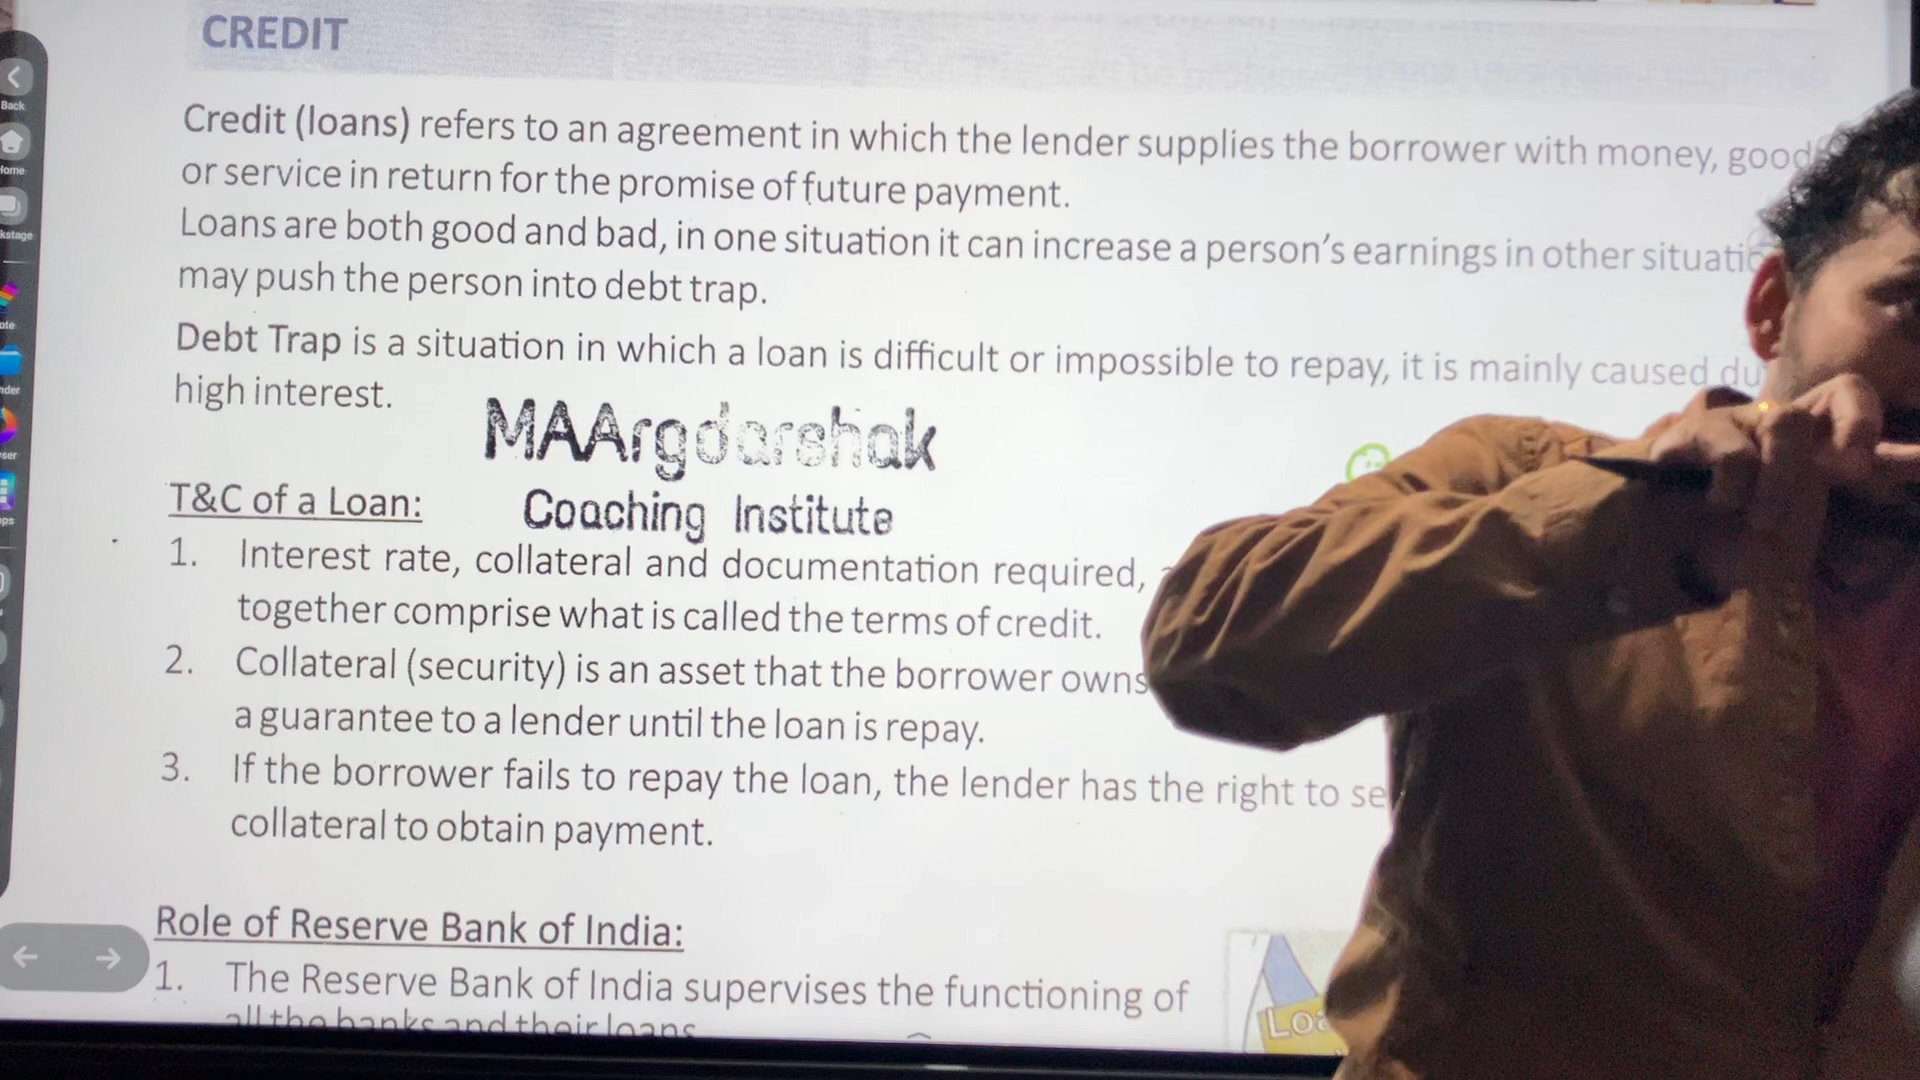 CREDIT
Credit (loans) refers to an agreement in which the lender supplies the borrower with money,
or service in return for the promise of future payment.
Loans are both good and bad, in one situation it can increase a person's earnings in other
may push the person into debt trap.
Debt Trap is a situation in which a loan is difficult or impossible to repay, it is mainly caused
high interest.
MAArgdarshak
Coaching Institute
T&C of a Loan:
1. Interest rate, collateral and documentation required,
together comprise what is called the terms of credit.
2. Collateral (security) is an asset that the borrower owns
a guarantee to a lender until the loan is repay.
3. If the borrower fails to repay the loan, the lender has the right to
collateral to obtain payment.
Role of Reserve Bank of India:
1. The Reserve Bank of India supervises the functioning of
all the banks and their loans
Back